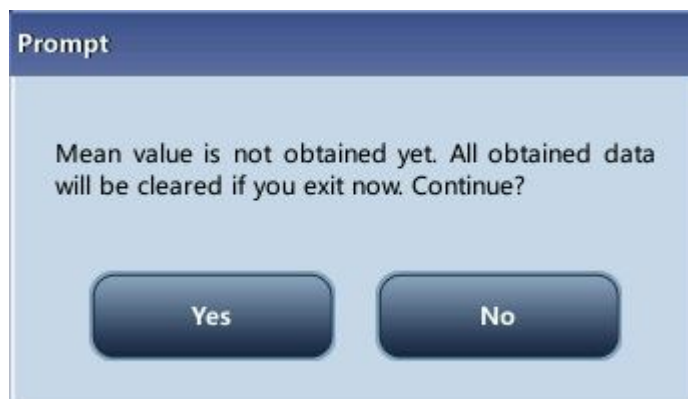 Prompt
Mean value is not obtained yet. All obtained data
will be cleared if you exit now. Continue?
Yes
No